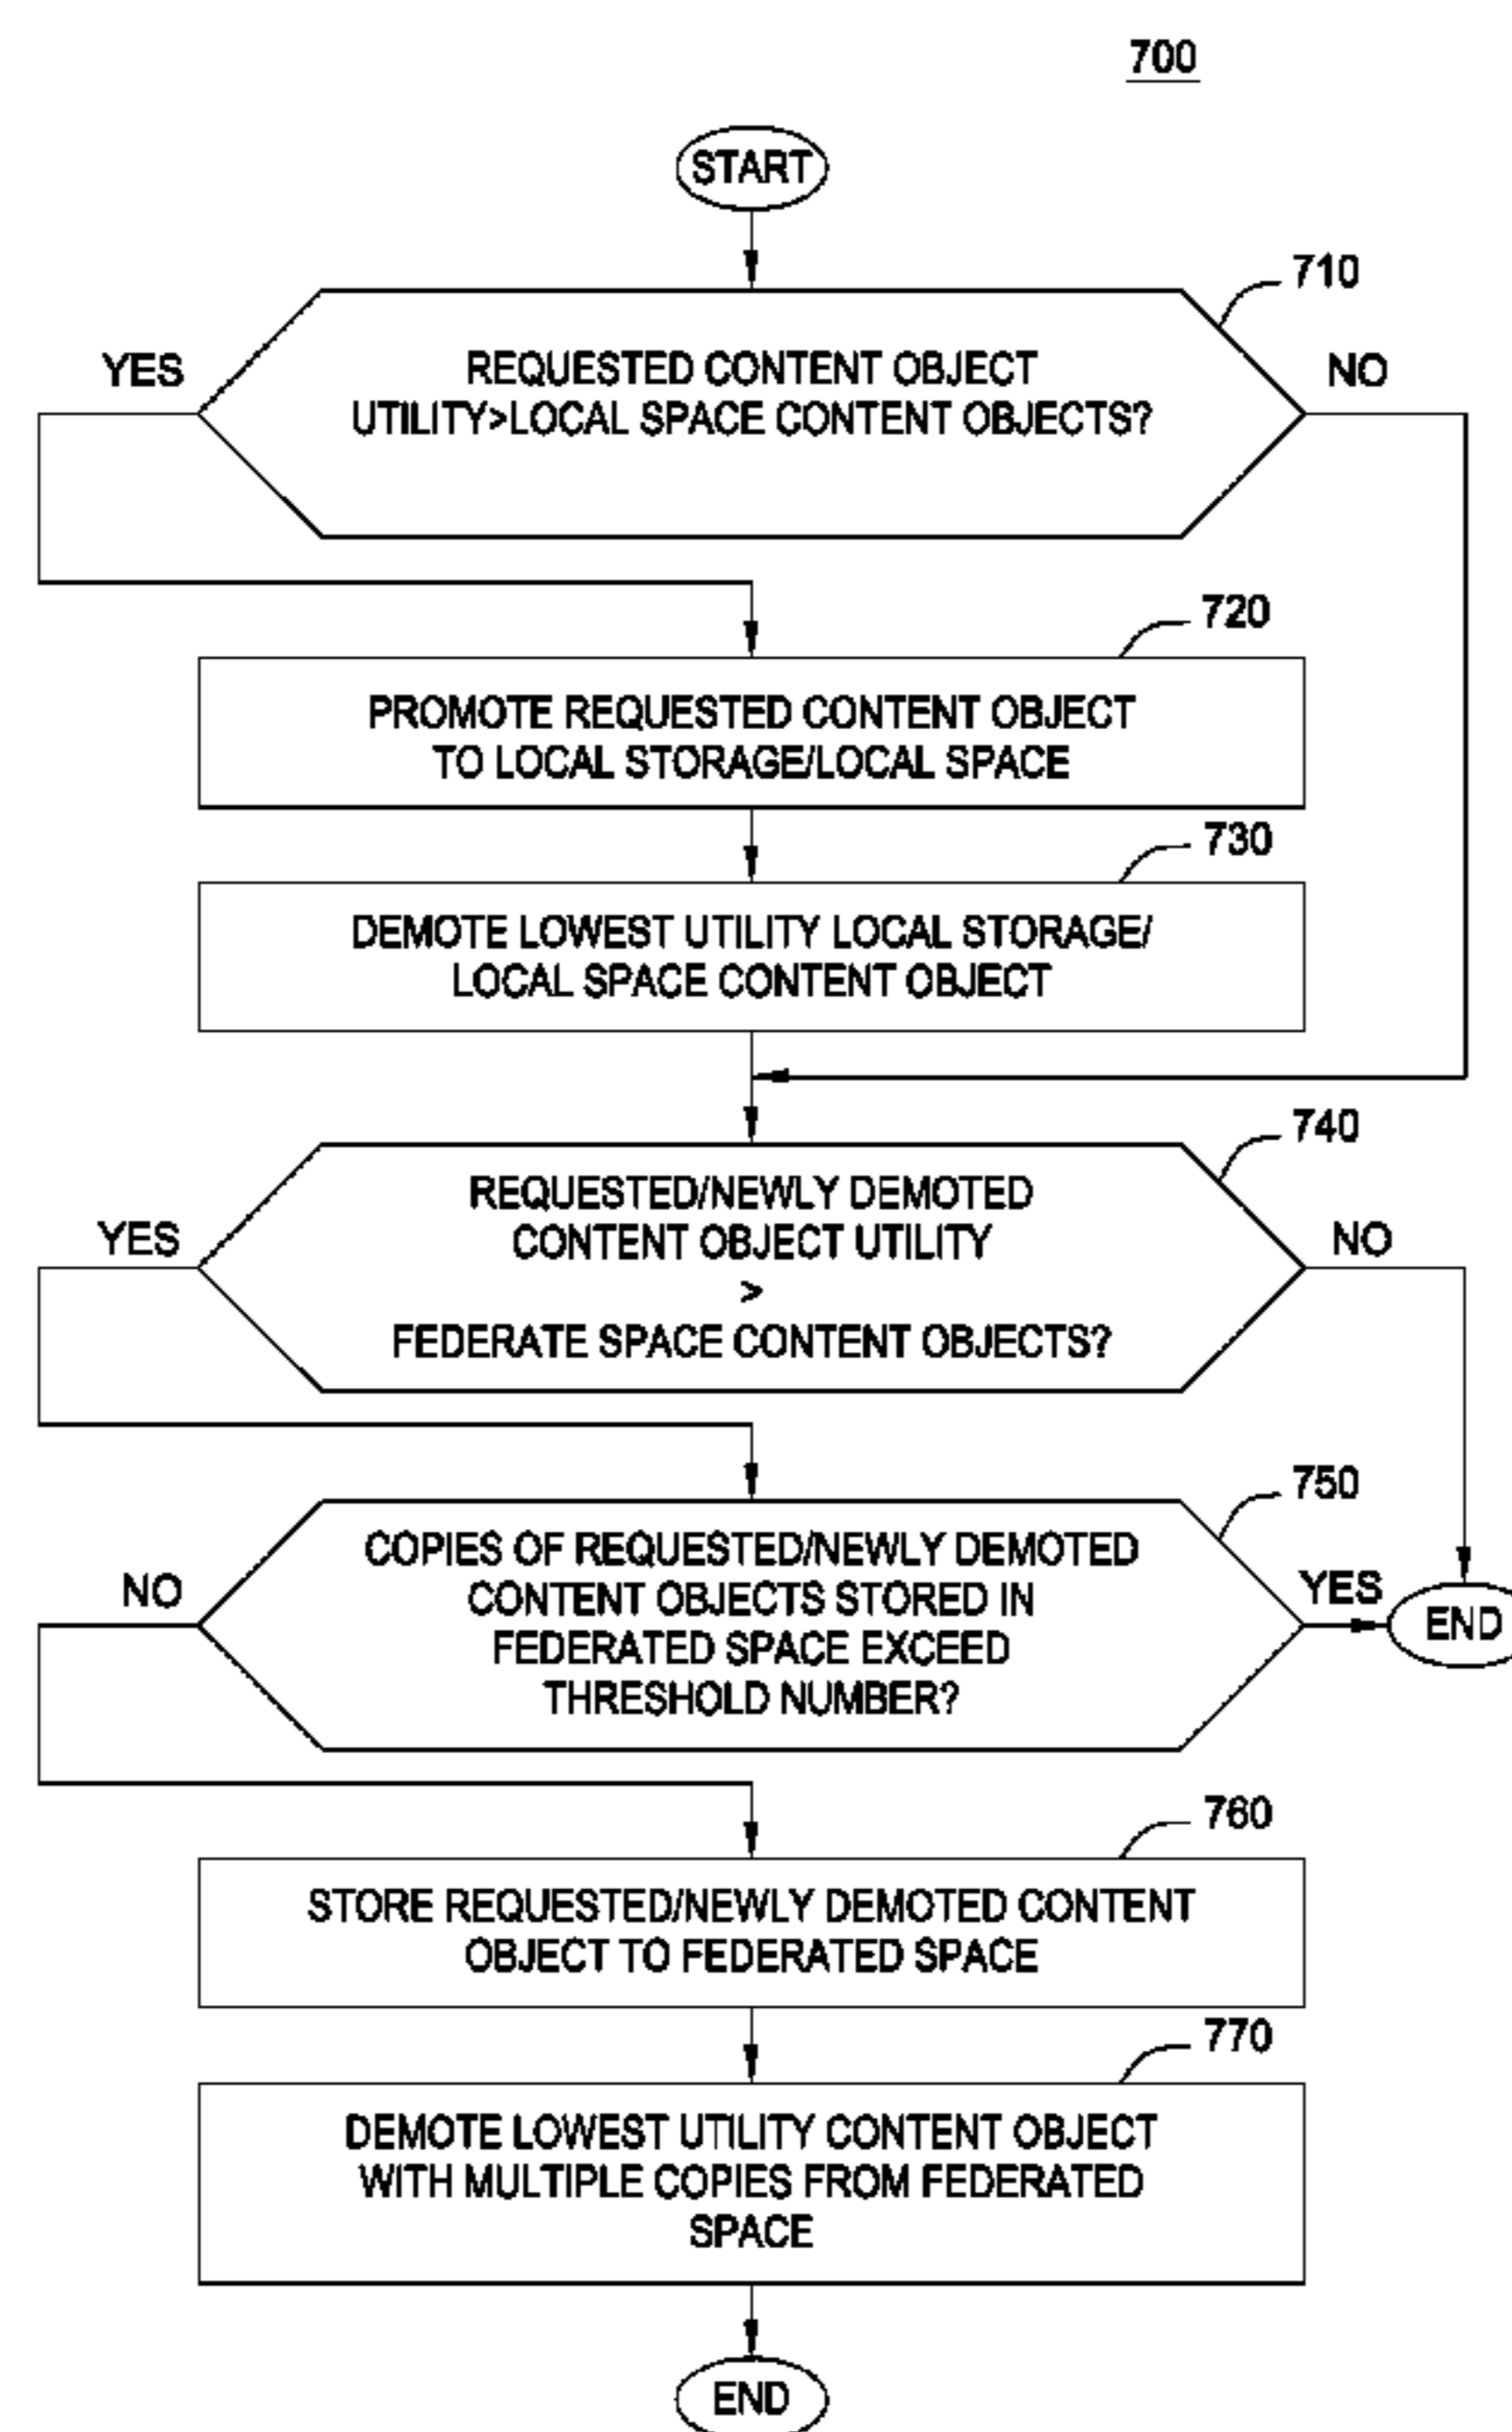 700
START
710
YES
NO
REQUESTED CONTENT OBJECT
UTILITY>LOCAL SPACE CONTENT OBJECTS?
720
PROMOTE REQUESTED CONTENT OBJECT
TO LOCAL STORAGE/LOCAL SPACE
730
DEMOTE LOWEST UTILITY LOCAL STORAGE/
LOCAL SPACE CONTENT OBJECT
740
YES
NO
REQUESTED/NEWLY DEMOTED
CONTENT OBJECT UTILITY
>
FEDERATE SPACE CONTENT OBJECTS?
750
NO
YES
COPIES OF REQUESTED/NEWLY DEMOTED
CONTENT OBJECTS STORED IN
FEDERATED SPACE EXCEED
THRESHOLD NUMBER?
END
760
STORE REQUESTED/NEWLY DEMOTED CONTENT
OBJECT TO FEDERATED SPACE
770
DEMOTE LOWEST UTILITY CONTENT OBJECT
WITH MULTIPLE COPIES FROM FEDERATED
SPACE
END